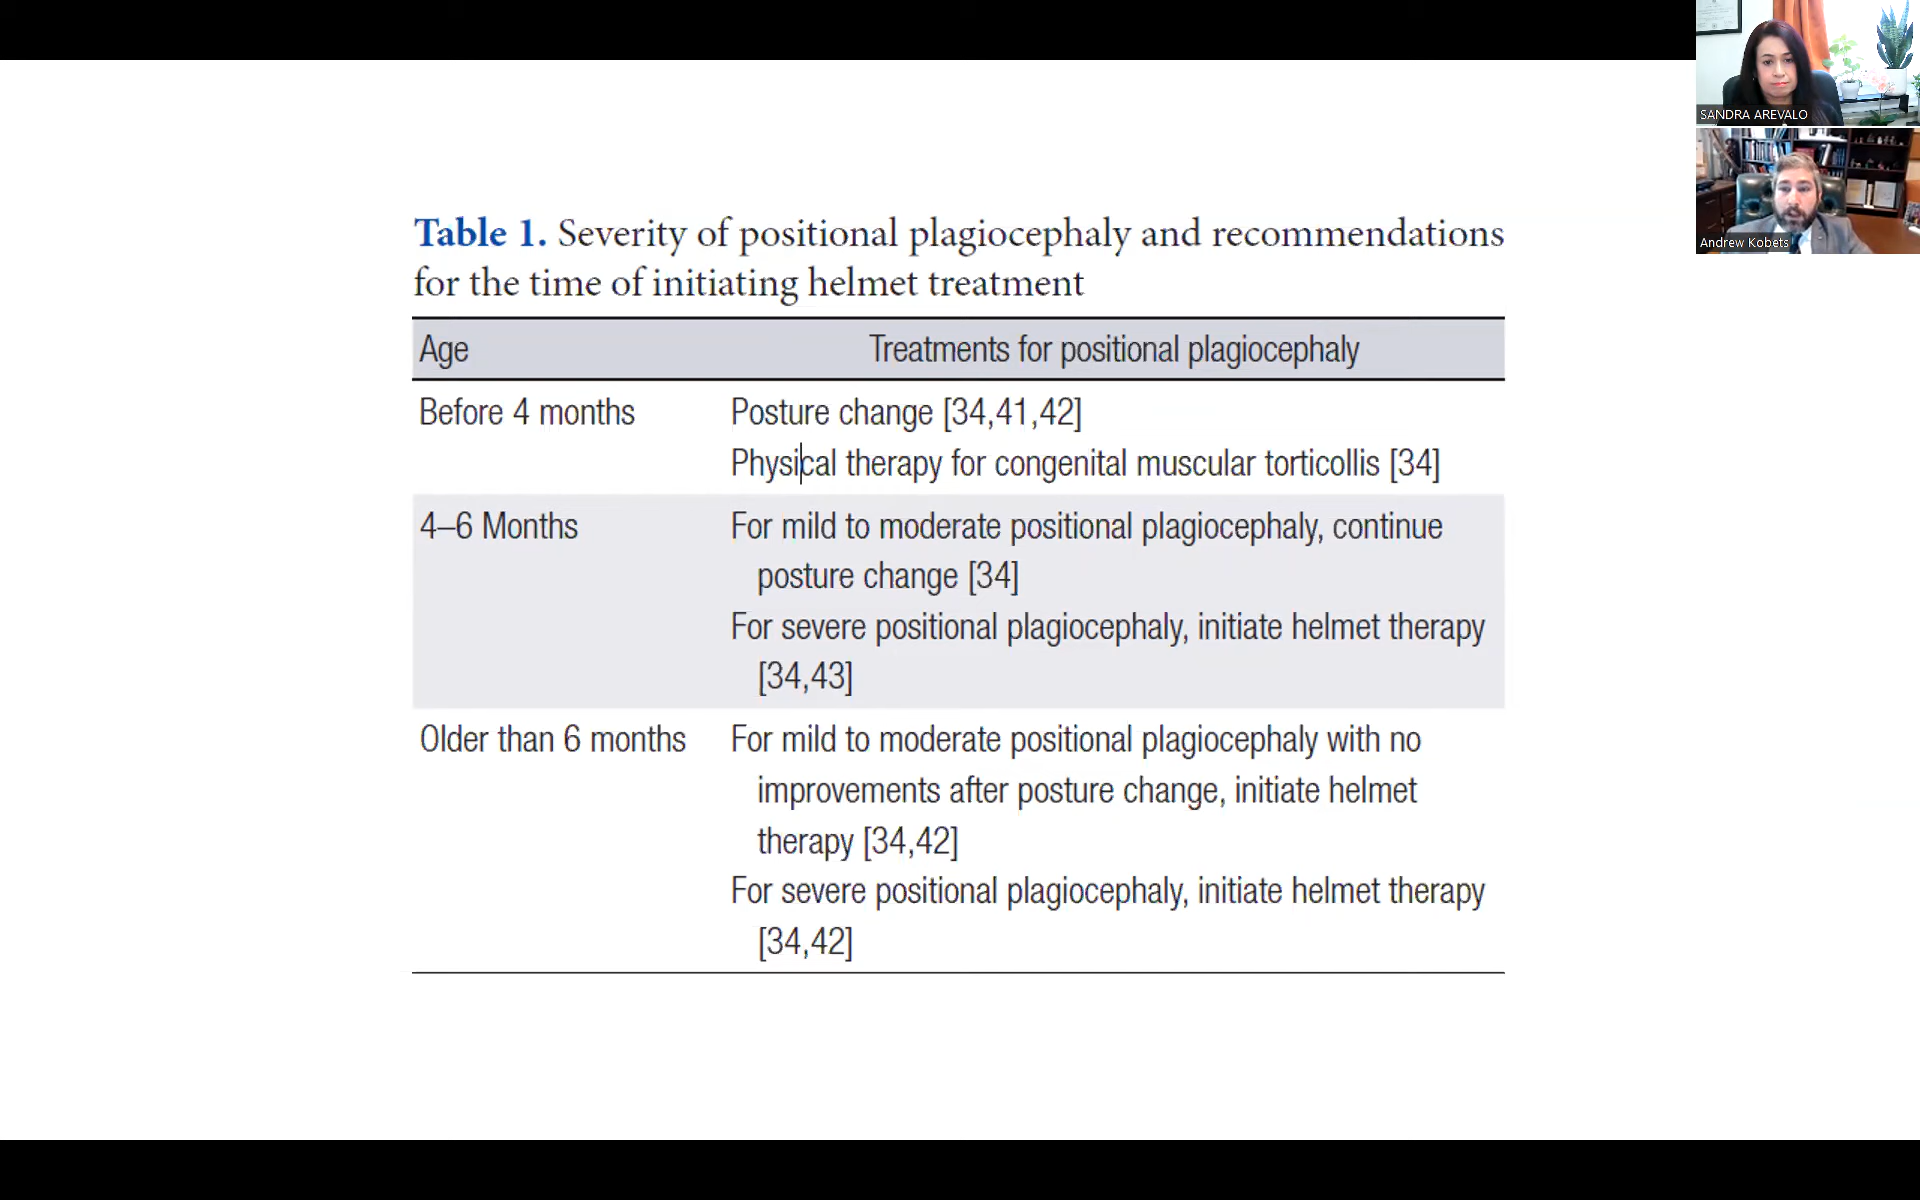 SANDRA AREVALO
Andrew Kobets
Table 1. Severity of positional plagiocephaly and recommendations
for the time of initiating helmet treatment
Age Treatments for positional plagiocephaly
Before 4 months Posture change [34,41,42]
Physical therapy for congenital muscular torticollis [34]
4–6 Months For mild to moderate positional plagiocephaly, continue
posture change [34]
For severe positional plagiocephaly, initiate helmet therapy
[34,43]
Older than 6 months For mild to moderate positional plagiocephaly with no
improvements after posture change, initiate helmet
therapy [34,42]
For severe positional plagiocephaly, initiate helmet therapy
[34,42]